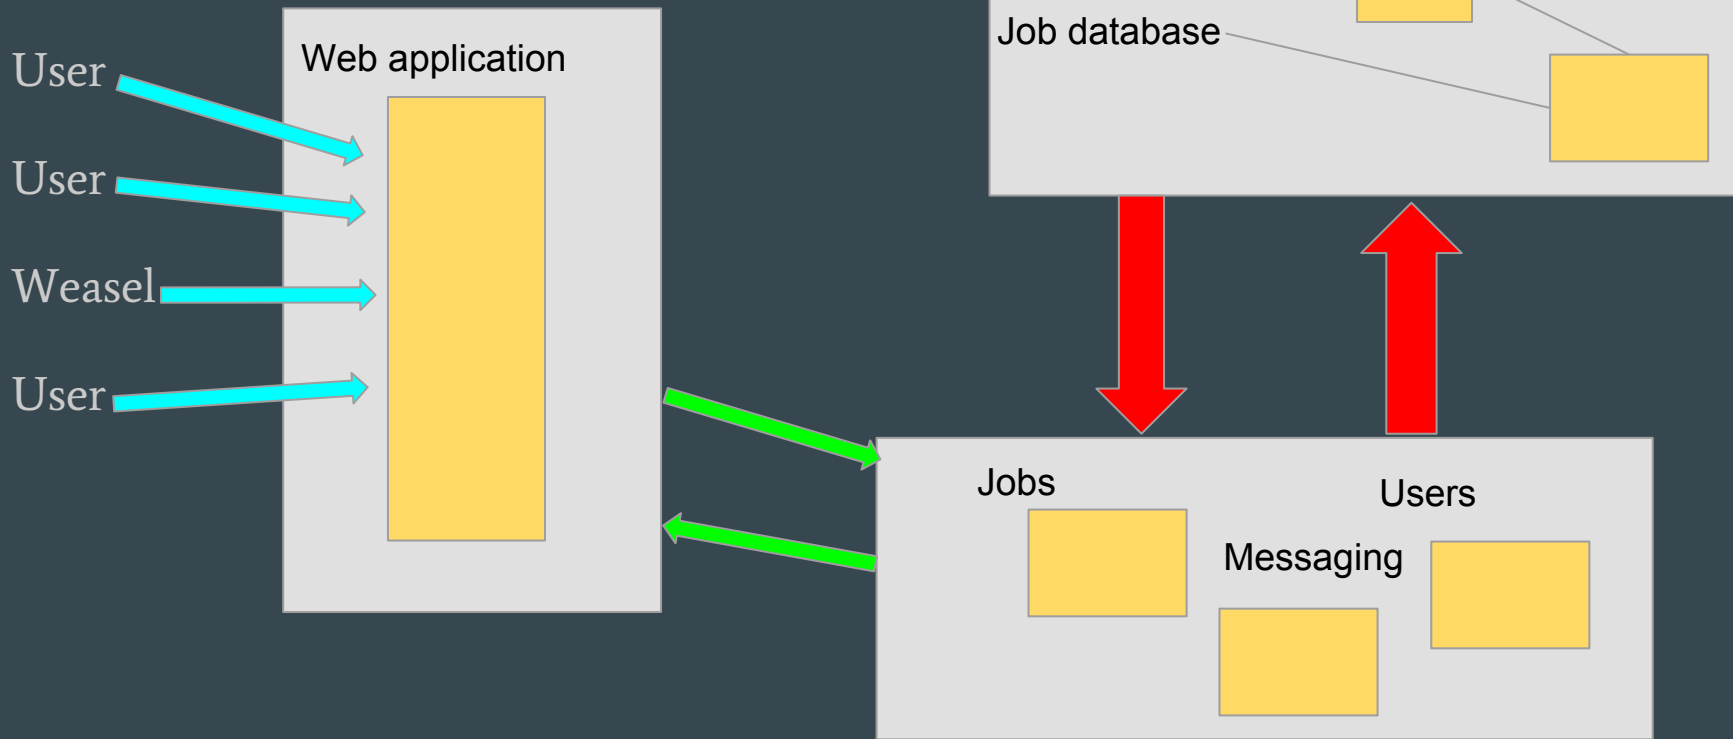 User
User
Weasel
User
Web application
Job database
Jobs
Messaging
Users